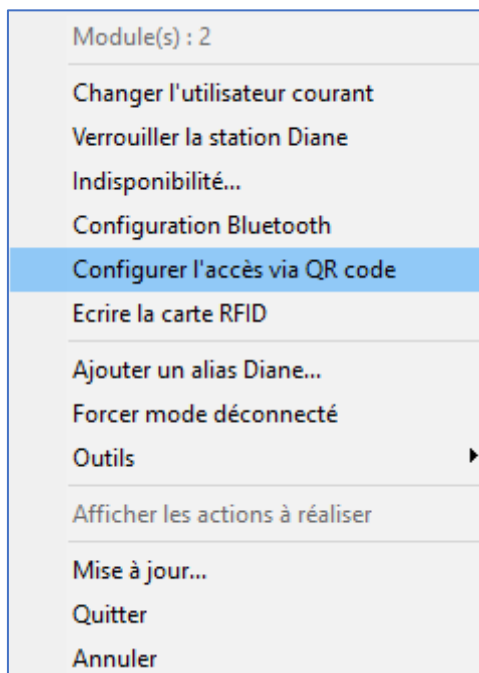 Module(s) : 2
Changer l'utilisateur courant
Verrouiller la station Diane
Indisponibilité...
Configuration Bluetooth
Configurer l'accès via QR code
Ecrire la carte RFID
Ajouter un alias Diane...
Forcer mode déconnecté
Outils
Afficher les actions à réaliser
Mise à jour...
Quitter
Annuler